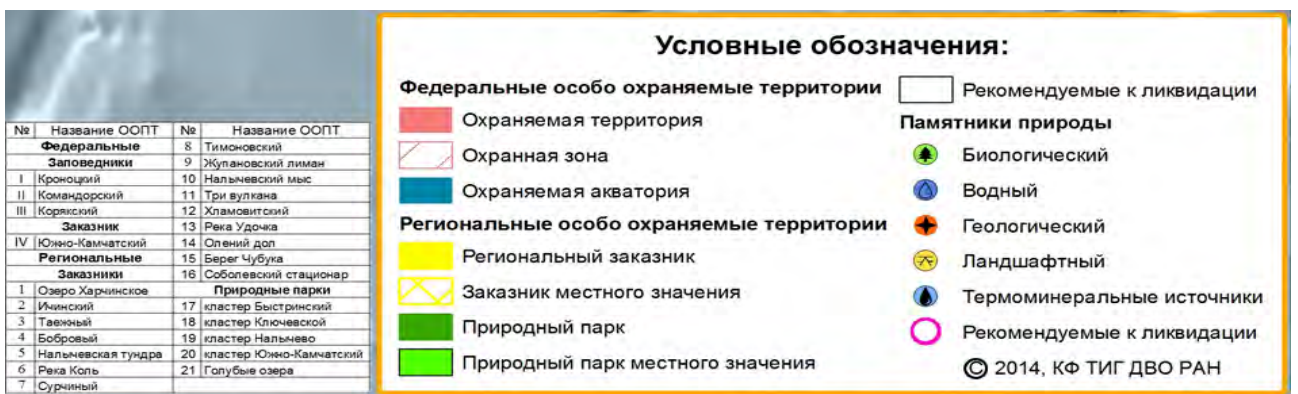 № Название ООПТ № Название ООПТ
Федеральные 8 Тимоновский
Заповедники 9 Жупановский лиман
I Кроноцкий 10 Налычевский мыс
II Командорский 11 Три вулкана
III Корякский 12 Хламовитский
Заказник 13 Река Удочка
IV Южно-Камчатский 14 Олений дол
Региональные 15 Берег Чубука
Заказники 16 Соболевский стационар
1 Озеро Харчинское Природные парки
2 Ичинский 17 кластер Быстринский
3 Таежный 18 кластер Ключевской
4 Бобровый 19 кластер Налычево
5 Налычевская тундра 20 кластер Южно-Камчатский
6 Река Коль 21 Голубые озера
7 Сурчиный
Условные обозначения:
Федеральные особо охраняемые территории
Охраняемая территория
Охранная зона
Охраняемая акватория
Региональные особо охраняемые территории
Региональный заказник
Заказник местного значения
Природный парк
Природный парк местного значения
Рекомендуемые к ликвидации
Памятники природы
Биологический
Водный
Геологический
Ландшафтный
Термоминеральные источники
Рекомендуемые к ликвидации
© 2014, КФ ТИГ ДВО РАН